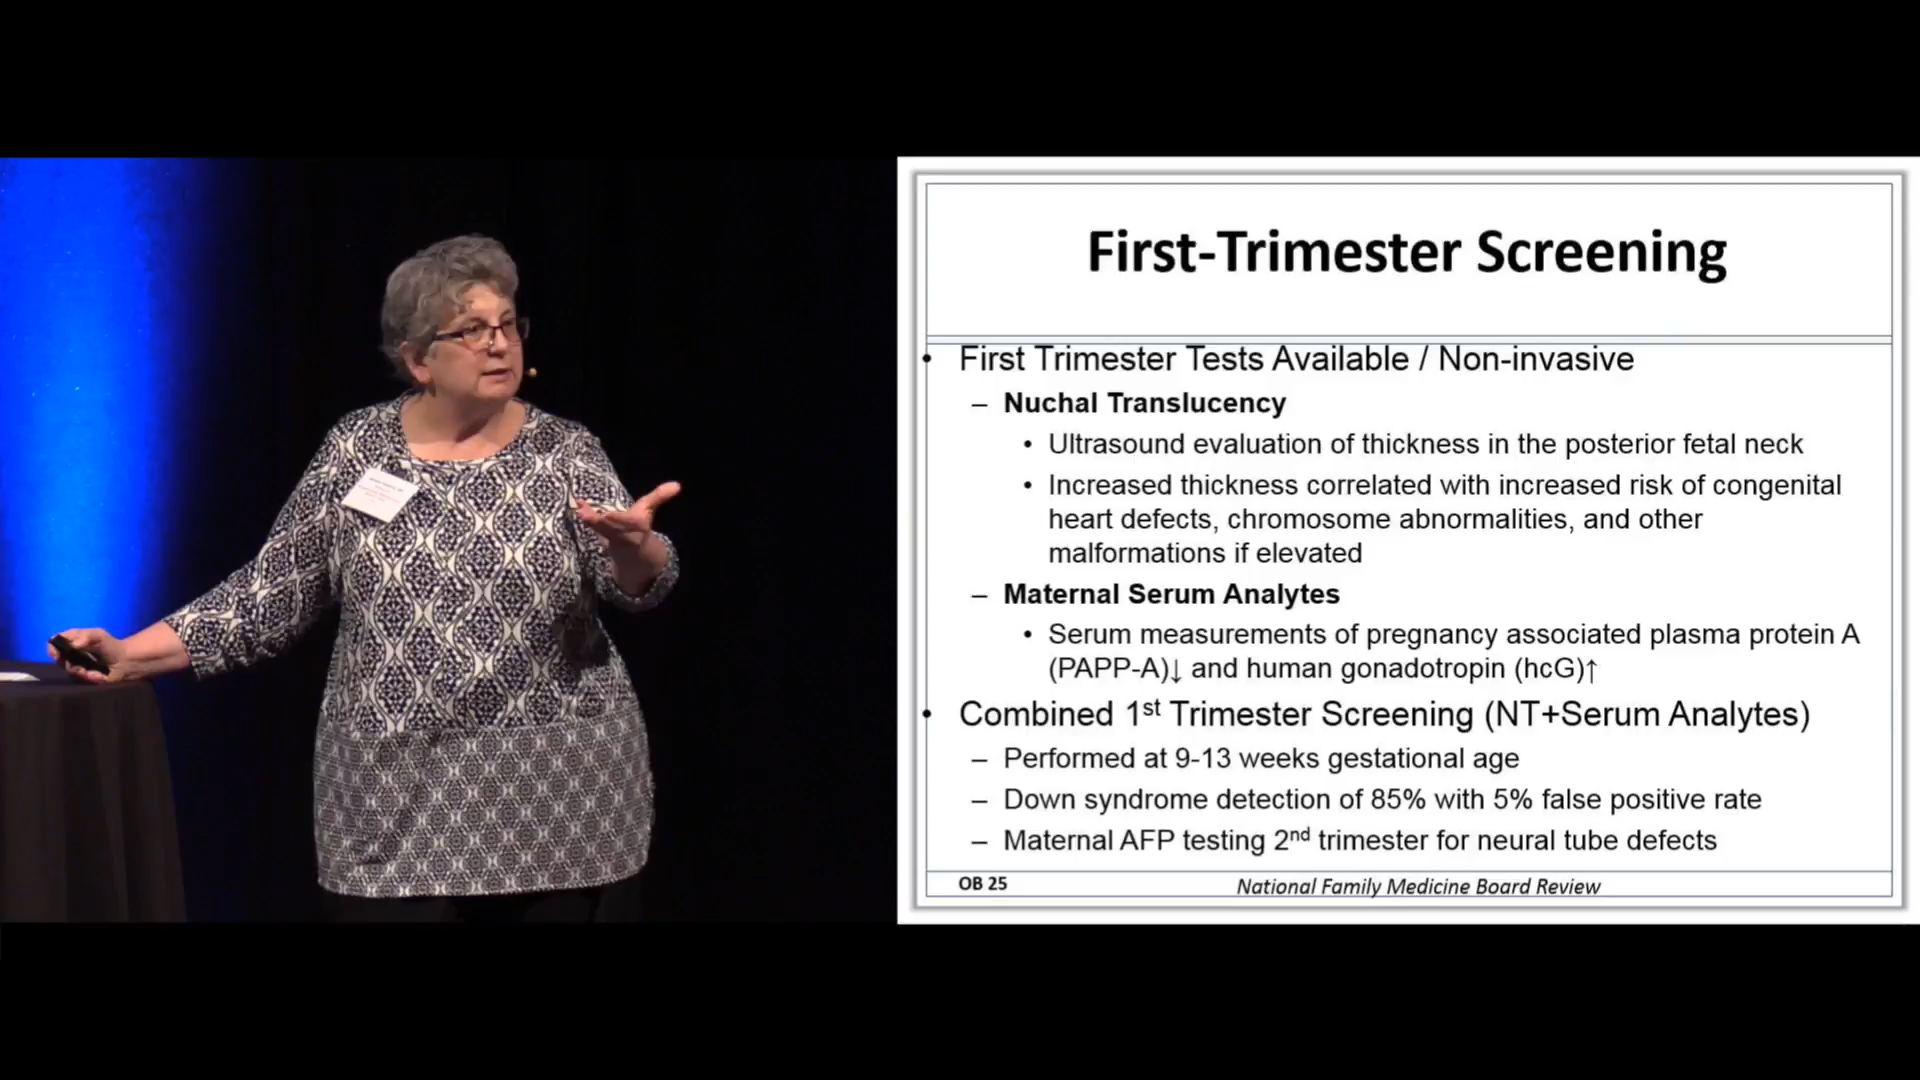 First-Trimester Screening
• First Trimester Tests Available / Non-invasive
– Nuchal Translucency
• Ultrasound evaluation of thickness in the posterior fetal neck
• Increased thickness correlated with increased risk of congenital
heart defects, chromosome abnormalities, and other
malformations if elevated
– Maternal Serum Analytes
• Serum measurements of pregnancy associated plasma protein A
(PAPP-A)↓ and human gonadotropin (hcG)↑
• Combined 1st Trimester Screening (NT+Serum Analytes)
– Performed at 9-13 weeks gestational age
– Down syndrome detection of 85% with 5% false positive rate
– Maternal AFP testing 2nd trimester for neural tube defects
OB 25
National Family Medicine Board Review